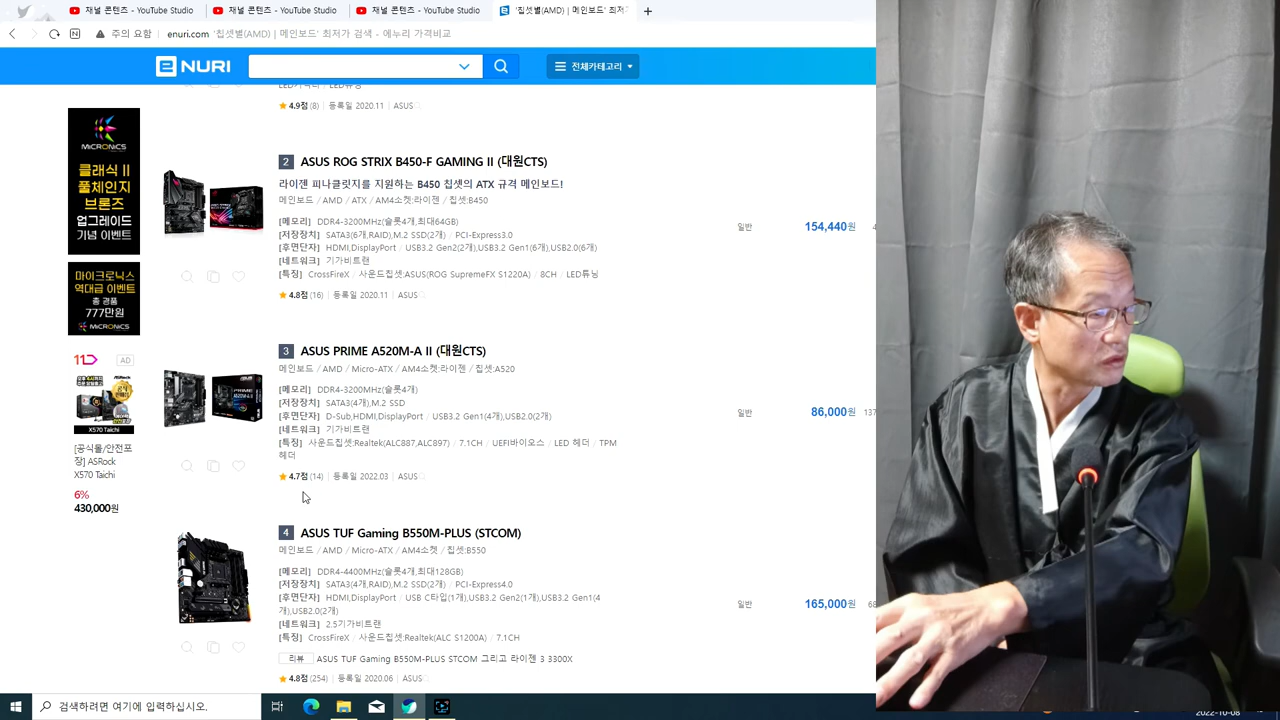 채널 콘텐츠 - YouTube Studio
채널 콘텐츠 - YouTube Studio
채널 콘텐츠 - YouTube Studio
'칩셋별(AMD) | 메인보드' 최저
주의 요함
enuri.com '칩셋별(AMD) | 메인보드' 최저가 검색 - 에누리 가격비교
NURI
전체카테고리
4.9점 (8) | 등록일 2020.11 | ASUS
MiCRONiCS
클래식 II
풀체인지
브론즈
업그레이드
기념 이벤트
마이크로닉스
역대급 이벤트
총 경품
777만원
MiCRONiCS
AD
X570 Taichi
[공식몰/안전포
장] ASRock
X570 Taichi
6%
430,000원
2 ASUS ROG STRIX B450-F GAMING II (대원CTS)
라이젠 피나클릿지를 지원하는 B450 칩셋의 ATX 규격 메인보드!
메인보드 / AMD / ATX / AM4소켓:라이젠 / 칩셋:B450
[메모리] DDR4-3200MHz(슬롯4개,최대64GB)
[저장장치] SATA3(6개,RAID),M.2 SSD(2개) / PCI-Express3.0
[후면단자] HDMI,DisplayPort / USB3.2 Gen2(2개),USB3.2 Gen1(6개),USB2.0(6개)
[네트워크] 기가비트랜
[특징] CrossFireX / 사운드칩셋:ASUS(ROG SupremeFX S1220A) / 8CH / LED튜닝
4.8점 (16) | 등록일 2020.11 | ASUS
일반 154,440원
3 ASUS PRIME A520M-A II (대원CTS)
메인보드 / AMD / Micro-ATX / AM4소켓:라이젠 / 칩셋:A520
[메모리] DDR4-3200MHz(슬롯4개)
[저장장치] SATA3(4개),M.2 SSD
[후면단자] D-Sub,HDMI,DisplayPort / USB3.2 Gen1(4개),USB2.0(2개)
[네트워크] 기가비트랜
[특징] 사운드칩셋:Realtek(ALC887,ALC897) / 7.1CH / UEFI바이오스 / LED 헤더 / TPM
헤더
4.7점 (14) | 등록일 2022.03 | ASUS
일반 86,000원 137
4 ASUS TUF Gaming B550M-PLUS (STCOM)
메인보드 / AMD / Micro-ATX / AM4소켓 / 칩셋:B550
[메모리] DDR4-4400MHz(슬롯4개,최대128GB)
[저장장치] SATA3(4개,RAID),M.2 SSD(2개) / PCI-Express4.0
[후면단자] HDMI,DisplayPort / USB C타입(1개),USB3.2 Gen2(1개),USB3.2 Gen1(4
개),USB2.0(2개)
[네트워크] 2.5기가비트랜
[특징] CrossFireX / 사운드칩셋:Realtek(ALC S1200A) / 7.1CH
리뷰 ASUS TUF Gaming B550M-PLUS STCOM 그리고 라이젠 3 3300X
4.8점 (254) | 등록일 2020.06 | ASUS
일반 165,000원 68
검색하려면 여기에 입력하십시오.
2022-10-08